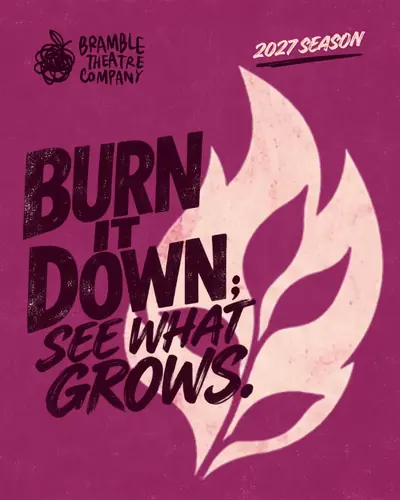 BRAMBLE
THEATRE
COMPANY
2027 SEASON
BURN
IT
DOWN;
SEE WHAT
GROWS.